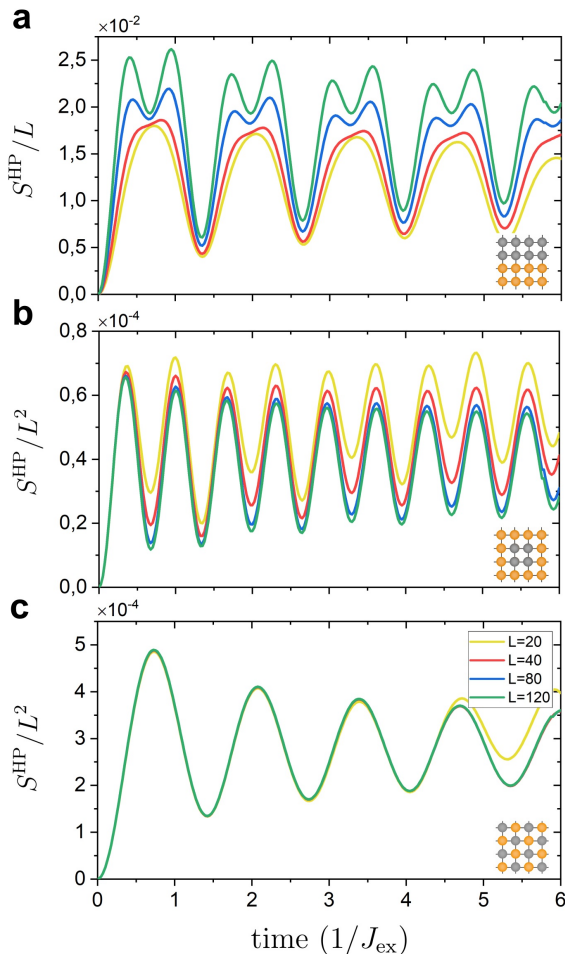 a
×10⁻²
2,5
2,0
1,5
1,0
0,5
0,0
S^HP/L
b
×10⁻⁴
0,8
0,6
0,4
0,2
0,0
S^HP/L²
c
×10⁻⁴
5
4
3
2
1
0
S^HP/L²
L=20
L=40
L=80
L=120
0 1 2 3 4 5 6
time (1/J_ex)